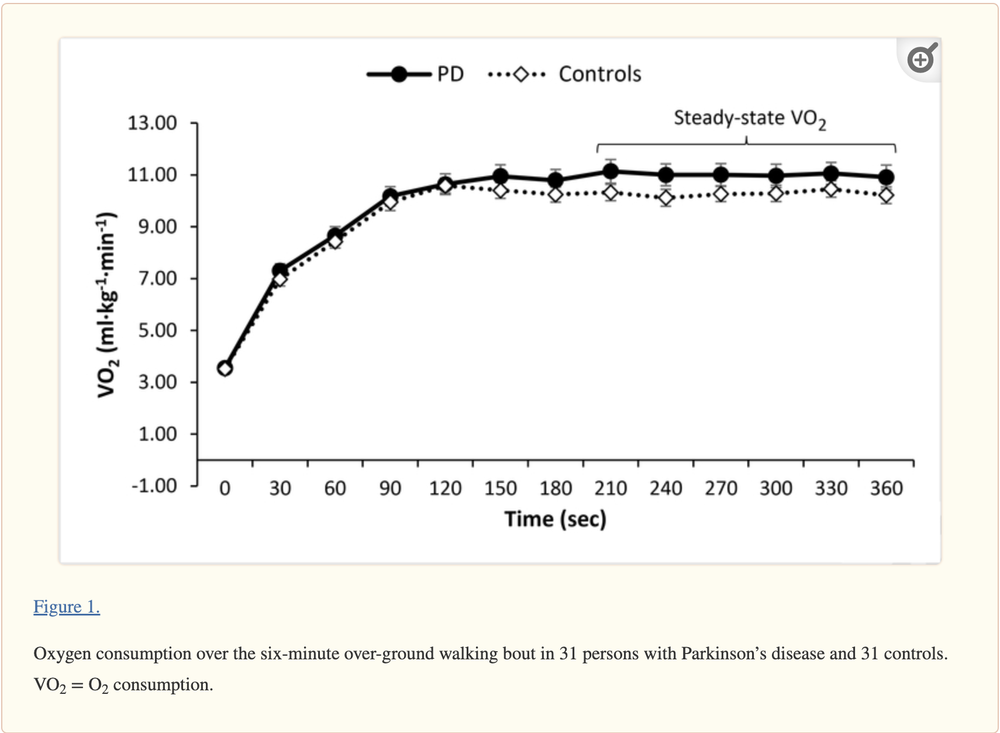 PD Controls
Steady-state VO₂
13.00
11.00
9.00
7.00
5.00
3.00
1.00
-1.00
VO₂ (ml·kg⁻¹·min⁻¹)
0 30 60 90 120 150 180 210 240 270 300 330 360
Time (sec)
Figure 1.
Oxygen consumption over the six-minute over-ground walking bout in 31 persons with Parkinson’s disease and 31 controls.
VO₂ = O₂ consumption.